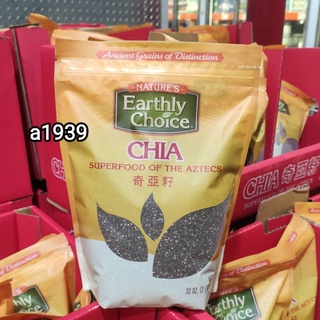 Ancient Grains of Distinction
NATURE'S
Earthly
Choice
a1939
CHIA
SUPERFOOD OF THE AZTECS
奇亞籽
32 OZ. (2
CHIA 奇亞籽
Earthly
Choice